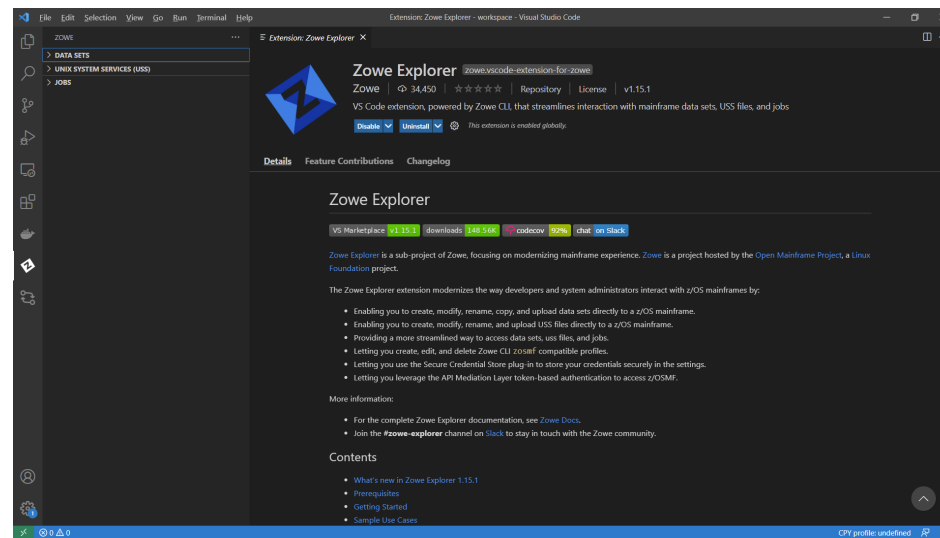 File Edit Selection View Go Run Terminal Help
Extension: Zowe Explorer - workspace - Visual Studio Code
ZOWE
DATA SETS
UNIX SYSTEM SERVICES (USS)
JOBS
Extension: Zowe Explorer
Zowe Explorer zowe.vscode-extension-for-zowe
Zowe 34,450 Repository License v1.15.1
VS Code extension, powered by Zowe CLI, that streamlines interaction with mainframe data sets, USS files, and jobs
Disable Uninstall This extension is enabled globally.
Details Feature Contributions Changelog
Zowe Explorer
VS Marketplace v1.15.1 downloads 148.56K codecov 92% chat on Slack
Zowe Explorer is a sub-project of Zowe, focusing on modernizing mainframe experience. Zowe is a project hosted by the Open Mainframe Project, a Linux
Foundation project.
The Zowe Explorer extension modernizes the way developers and system administrators interact with z/OS mainframes by:
• Enabling you to create, modify, rename, copy, and upload data sets directly to a z/OS mainframe.
• Enabling you to create, modify, rename, and upload USS files directly to a z/OS mainframe.
• Providing a more streamlined way to access data sets, uss files, and jobs.
• Letting you create, edit, and delete Zowe CLI zosmf compatible profiles.
• Letting you use the Secure Credential Store plug-in to store your credentials securely in the settings.
• Letting you leverage the API Mediation Layer token-based authentication to access z/OSMF.
More information:
• For the complete Zowe Explorer documentation, see Zowe Docs.
• Join the #zowe-explorer channel on Slack to stay in touch with the Zowe community.
Contents
• What's new in Zowe Explorer 1.15.1
• Prerequisites
• Getting Started
• Sample Use Cases
1
0 0
CPY profile: undefined